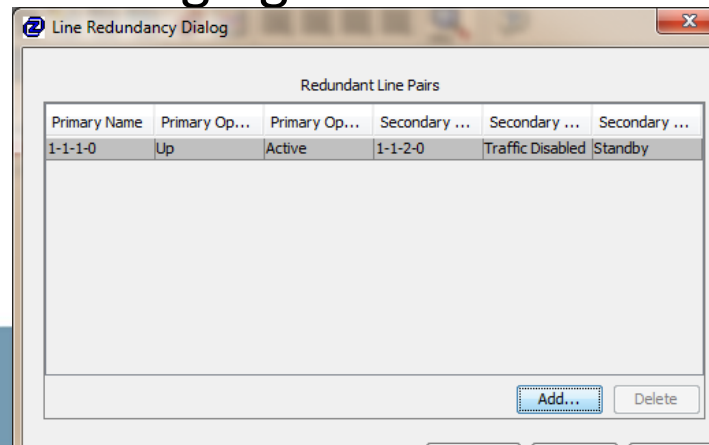 Line Redundancy Dialog
Redundant Line Pairs
Primary Name Primary Op... Primary Op... Secondary ... Secondary ... Secondary ...
1-1-1-0 Up Active 1-1-2-0 Traffic Disabled Standby
Add... Delete